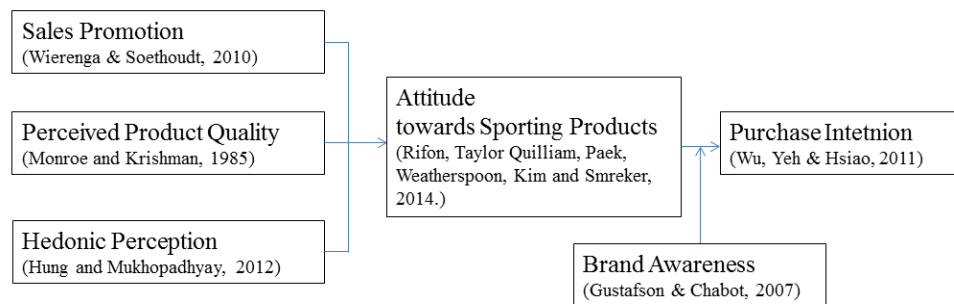 Sales Promotion
(Wierenga & Soethoudt, 2010)
Perceived Product Quality
(Monroe and Krishman, 1985)
Hedonic Perception
(Hung and Mukhopadhyay, 2012)
Attitude
towards Sporting Products
(Rifon, Taylor Quilliam, Paek,
Weatherspoon, Kim and Smreker,
2014.)
Purchase Intetnion
(Wu, Yeh & Hsiao, 2011)
Brand Awareness
(Gustafson & Chabot, 2007)